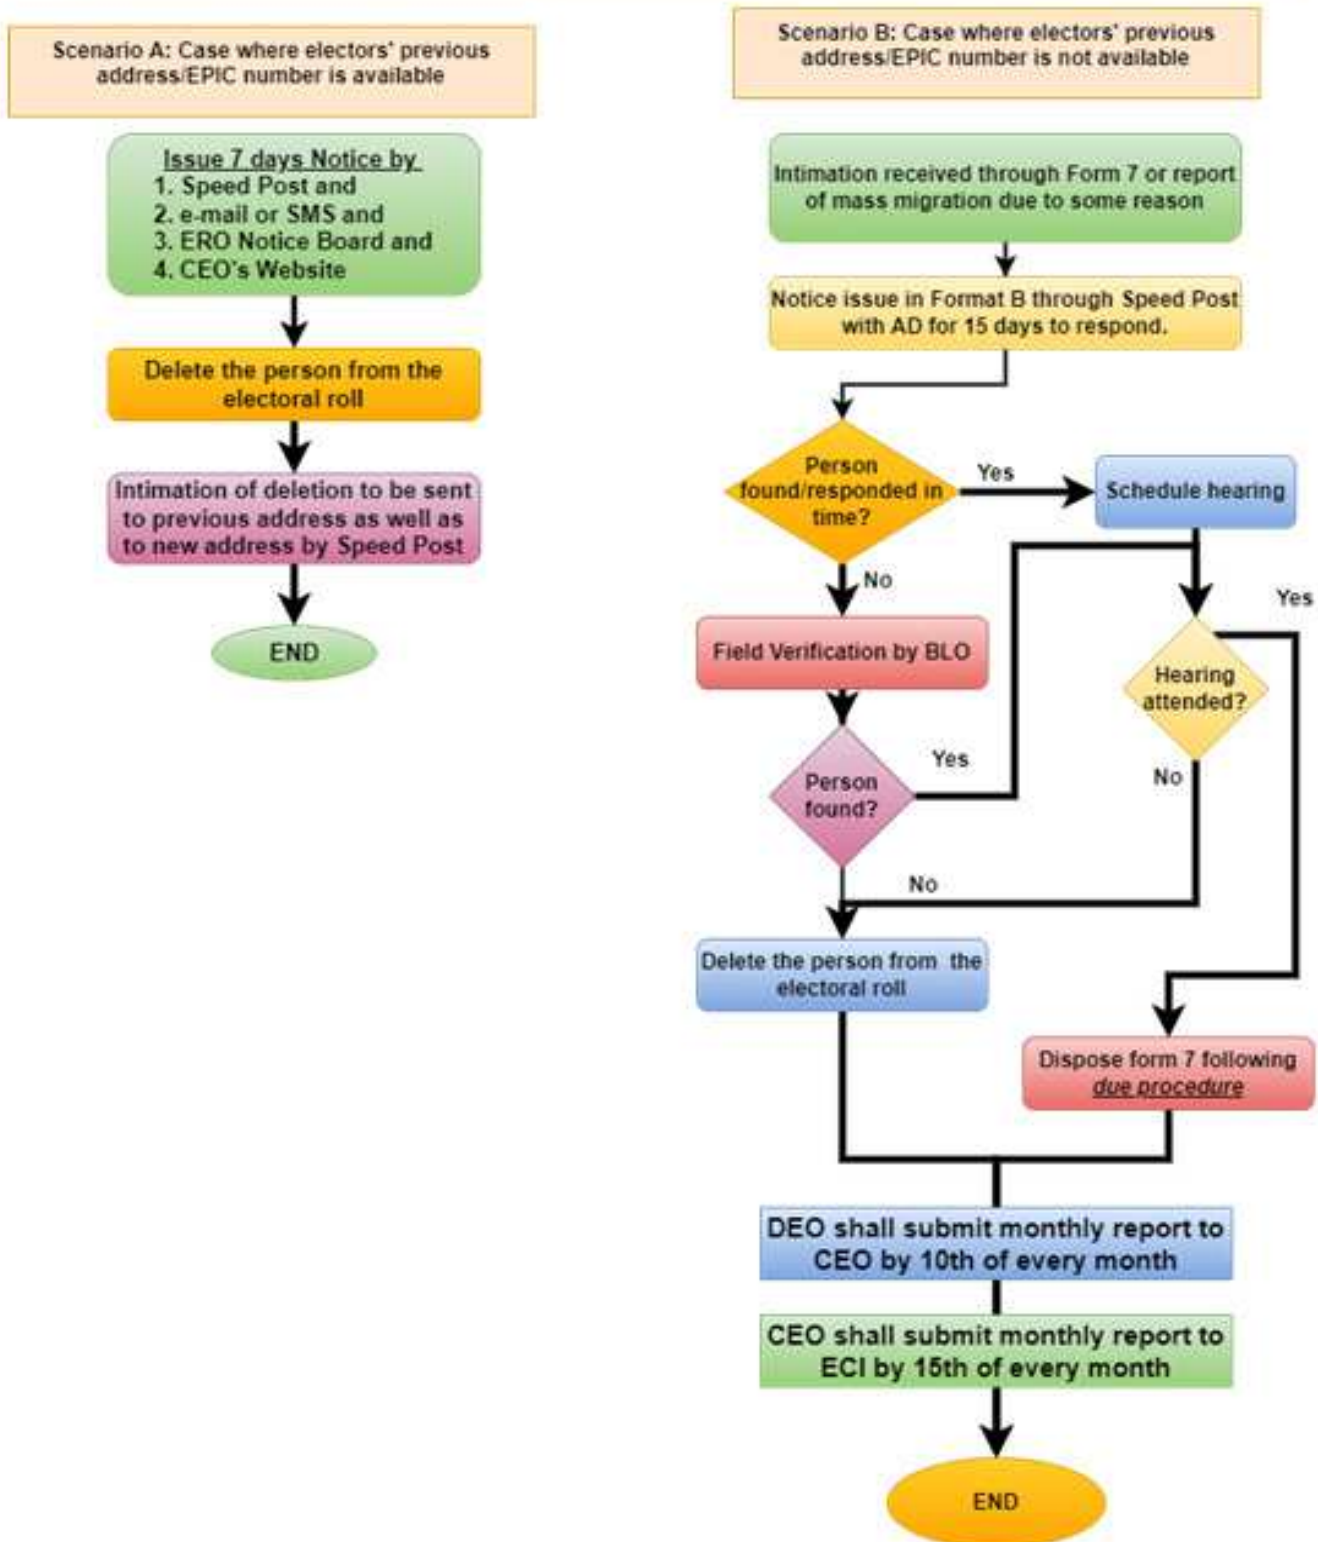 Scenario A: Case where electors' previous
address/EPIC number is available
Issue 7 days Notice by
1. Speed Post and
2. e-mail or SMS and
3. ERO Notice Board and
4. CEO's Website
Delete the person from the
electoral roll
Intimation of deletion to be sent
to previous address as well as
to new address by Speed Post
END
Scenario B: Case where electors' previous
address/EPIC number is not available
Intimation received through Form 7 or report
of mass migration due to some reason
Notice issue in Format B through Speed Post
with AD for 15 days to respond.
Person
found/responded in
time?
Yes
Schedule hearing
No
Yes
Field Verification by BLO
Hearing
attended?
Person
found?
Yes
No
No
Delete the person from the
electoral roll
Dispose form 7 following
due procedure
DEO shall submit monthly report to
CEO by 10th of every month
CEO shall submit monthly report to
ECI by 15th of every month
END